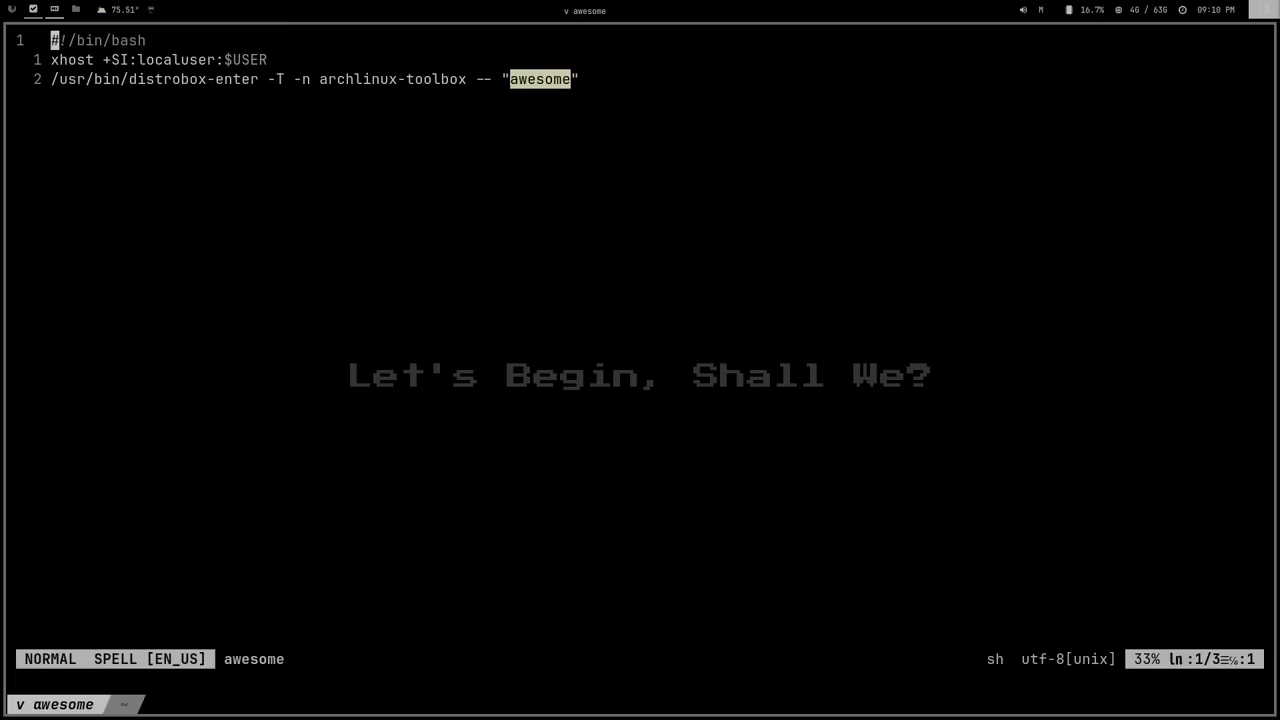 75.51° v awesome M 16.7% 4G / 63G 09:10 PM
1 #!/bin/bash
1 xhost +SI:localuser:$USER
2 /usr/bin/distrobox-enter -T -n archlinux-toolbox -- "awesome"
Let's Begin, Shall We?
NORMAL SPELL [EN_US] awesome sh utf-8[unix] 33% ln :1/3≡℅:1
v awesome ~